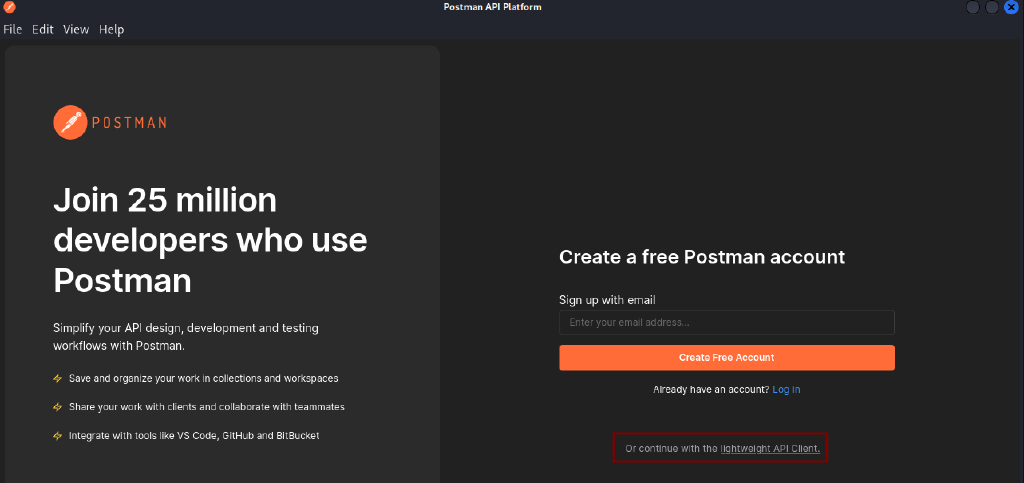 Postman API Platform
File Edit View Help
POSTMAN
Join 25 million
developers who use
Postman
Simplify your API design, development and testing
workflows with Postman.
Save and organize your work in collections and workspaces
Share your work with clients and collaborate with teammates
Integrate with tools like VS Code, GitHub and BitBucket
Create a free Postman account
Sign up with email
Enter your email address...
Create Free Account
Already have an account? Log in
Or continue with the lightweight API Client.